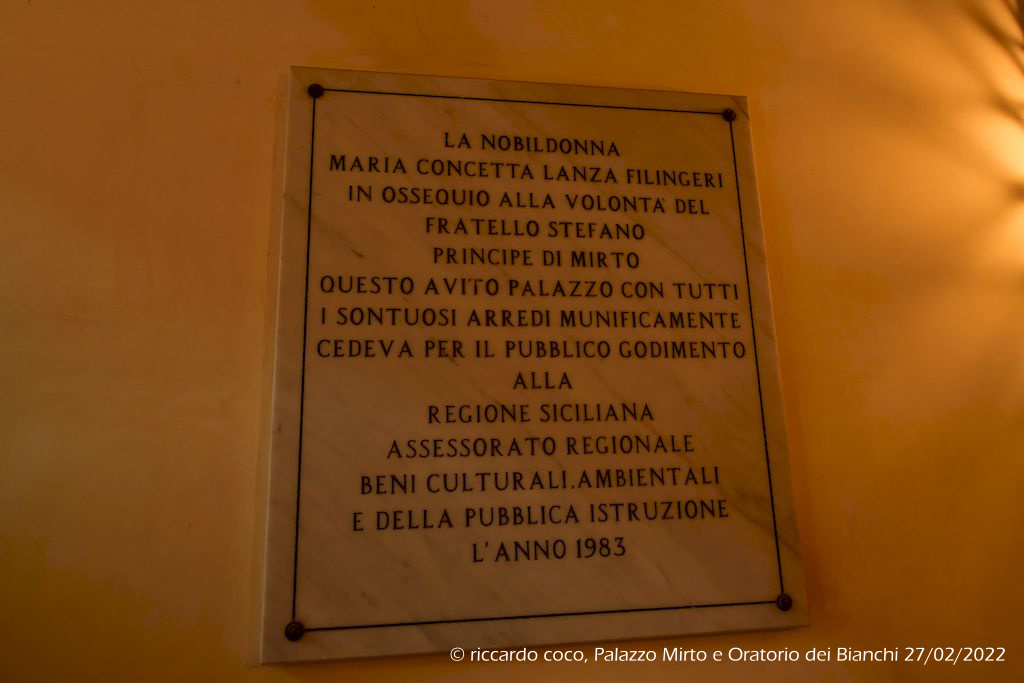 LA NOBILDONNA
MARIA CONCETTA LANZA FILINGERI
IN OSSEQUIO ALLA VOLONTA' DEL
FRATELLO STEFANO
PRINCIPE DI MIRTO
QUESTO AVITO PALAZZO CON TUTTI
I SONTUOSI ARREDI MUNIFICAMENTE
CEDEVA PER IL PUBBLICO GODIMENTO
ALLA
REGIONE SICILIANA
ASSESSORATO REGIONALE
BENI CULTURALI.AMBIENTALI
E DELLA PUBBLICA ISTRUZIONE
L'ANNO 1983
© riccardo coco, Palazzo Mirto e Oratorio dei Bianchi 27/02/2022